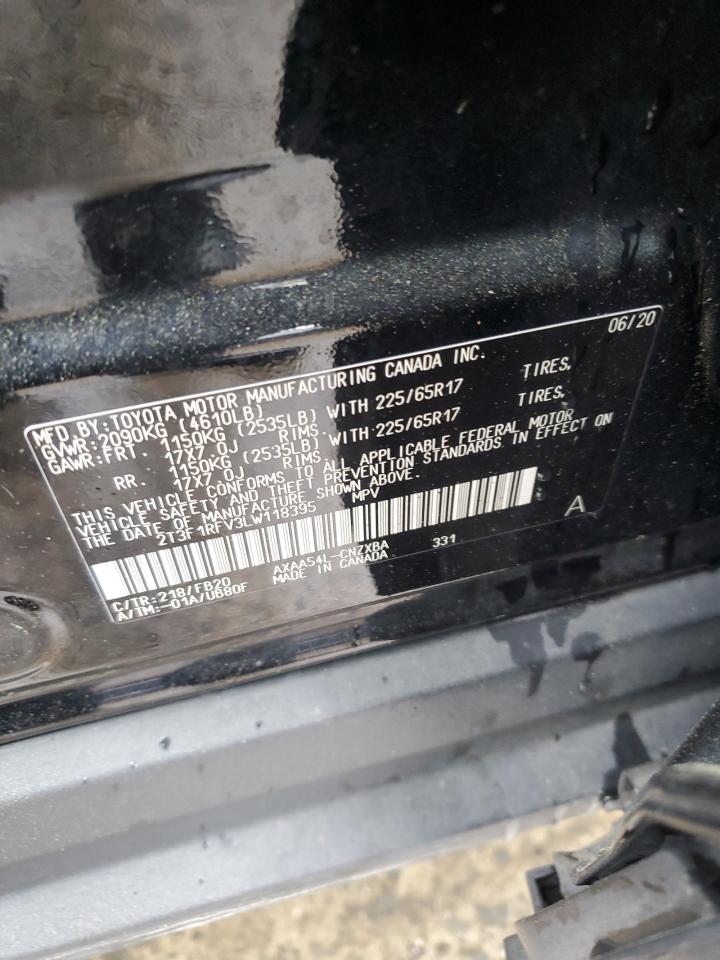 06/20
MFD.BY:TOYOTA MOTOR MANUFACTURING CANADA INC.
GVWR:2090KG (4610LB)
GAWR:FRT. 1150KG (2535LB) WITH 225/65R17 TIRES,
17X7.0J RIMS,
RR. 1150KG (2535LB) WITH 225/65R17 TIRES,
17X7.0J RIMS.
THIS VEHICLE CONFORMS TO ALL APPLICABLE FEDERAL MOTOR
VEHICLE SAFETY AND THEFT PREVENTION STANDARDS IN EFFECT ON
THE DATE OF MANUFACTURE SHOWN ABOVE.
2T3F1RFV3LW118395 MPV
A
C/TR:218/FB20 AXAA54L-CNZXBA 331
A/TM:-01A/UB80F MADE IN CANADA